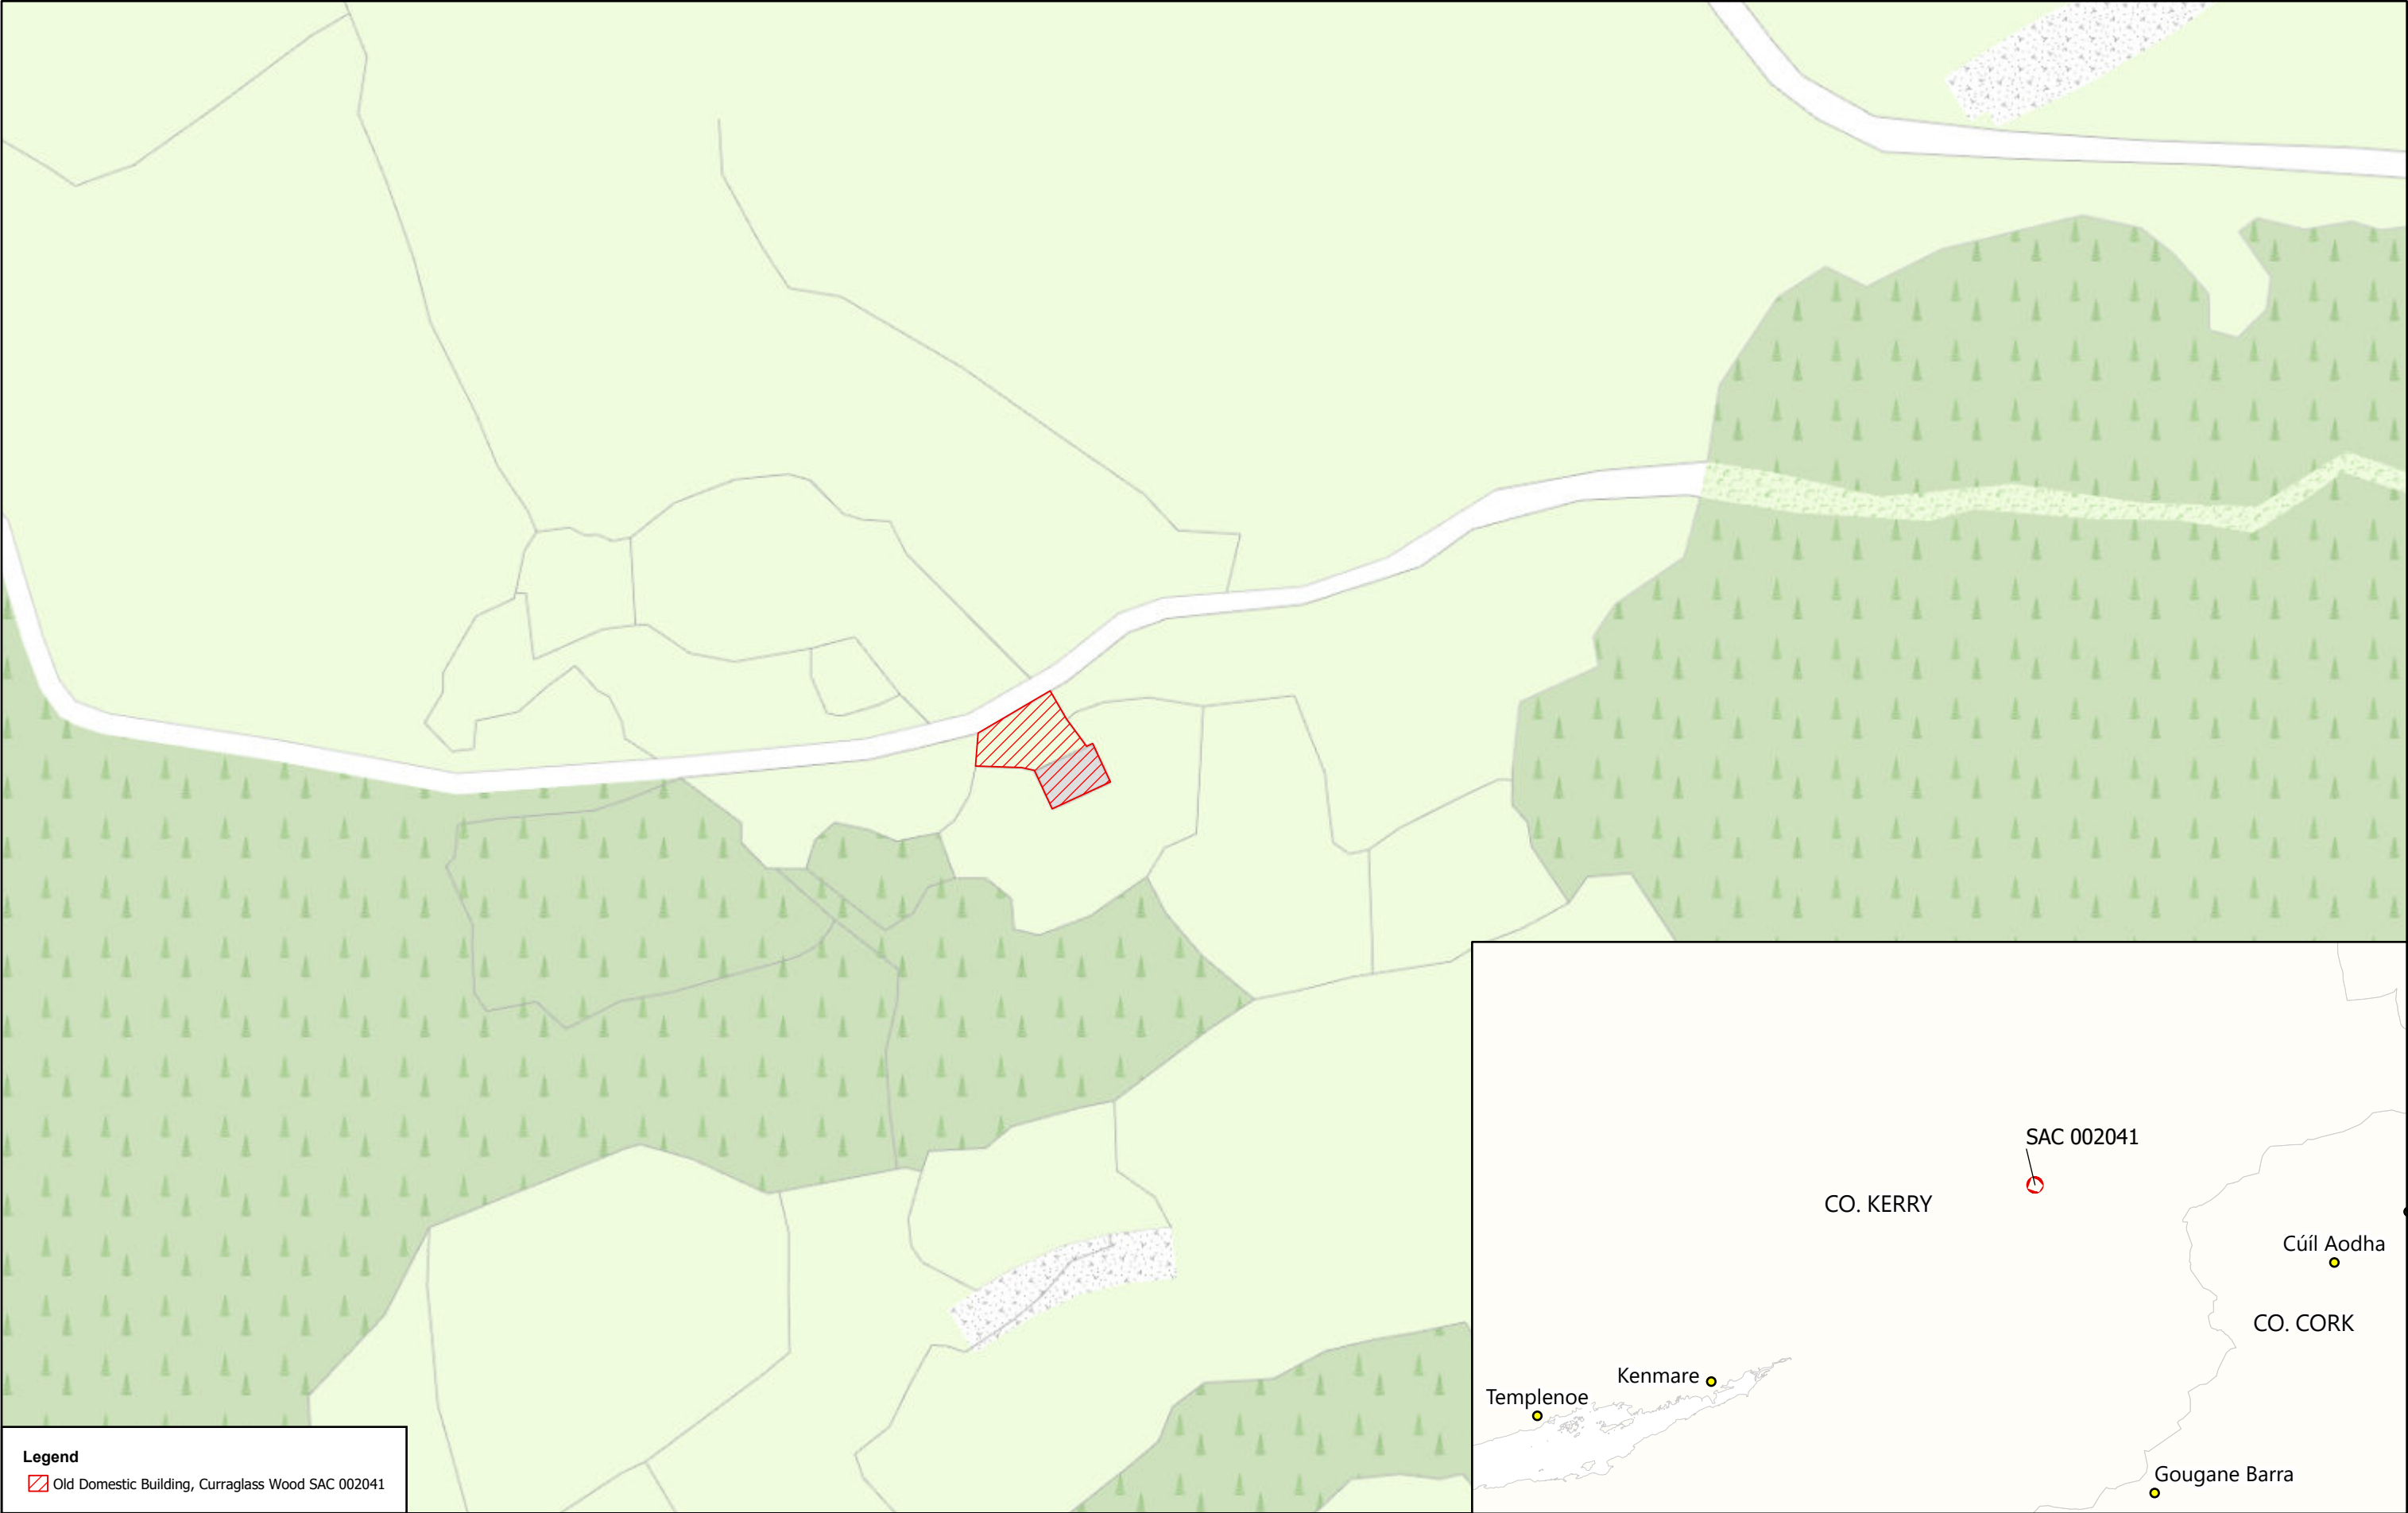 SAC 002041
CO. KERRY
Cúíl Aodha
CO. CORK
Kenmare
Templenoe
Gougane Barra
Legend
Old Domestic Building, Curraglass Wood SAC 002041